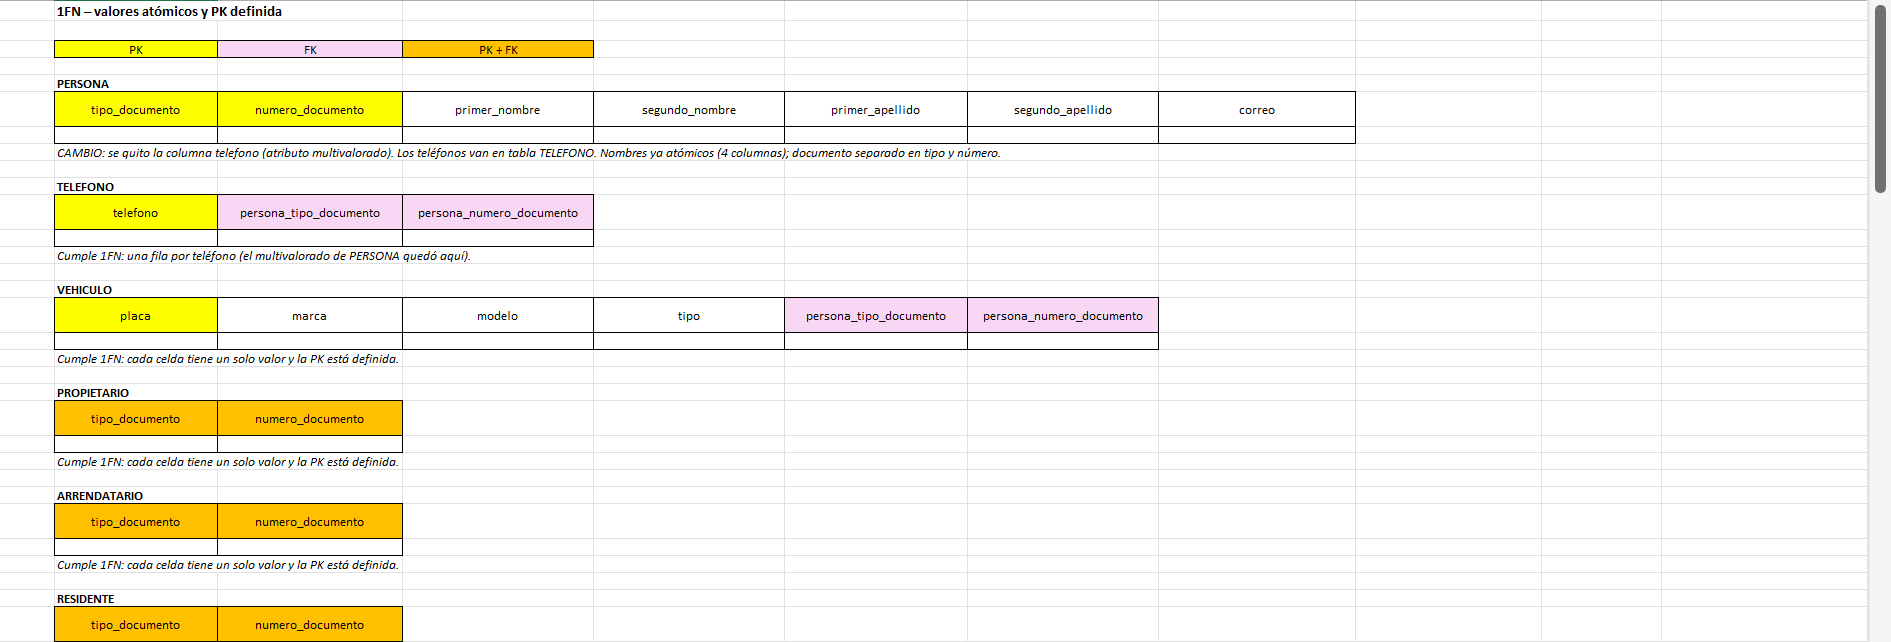 1FN – valores atómicos y PK definida
PK FK PK + FK
PERSONA
tipo_documento numero_documento primer_nombre segundo_nombre primer_apellido segundo_apellido correo
CAMBIO: se quito la columna telefono (atributo multivalorado). Los teléfonos van en tabla TELEFONO. Nombres ya atómicos (4 columnas); documento separado en tipo y número.
TELEFONO
telefono persona_tipo_documento persona_numero_documento
Cumple 1FN: una fila por teléfono (el multivalorado de PERSONA quedó aquí).
VEHICULO
placa marca modelo tipo persona_tipo_documento persona_numero_documento
Cumple 1FN: cada celda tiene un solo valor y la PK está definida.
PROPIETARIO
tipo_documento numero_documento
Cumple 1FN: cada celda tiene un solo valor y la PK está definida.
ARRENDATARIO
tipo_documento numero_documento
Cumple 1FN: cada celda tiene un solo valor y la PK está definida.
RESIDENTE
tipo_documento numero_documento